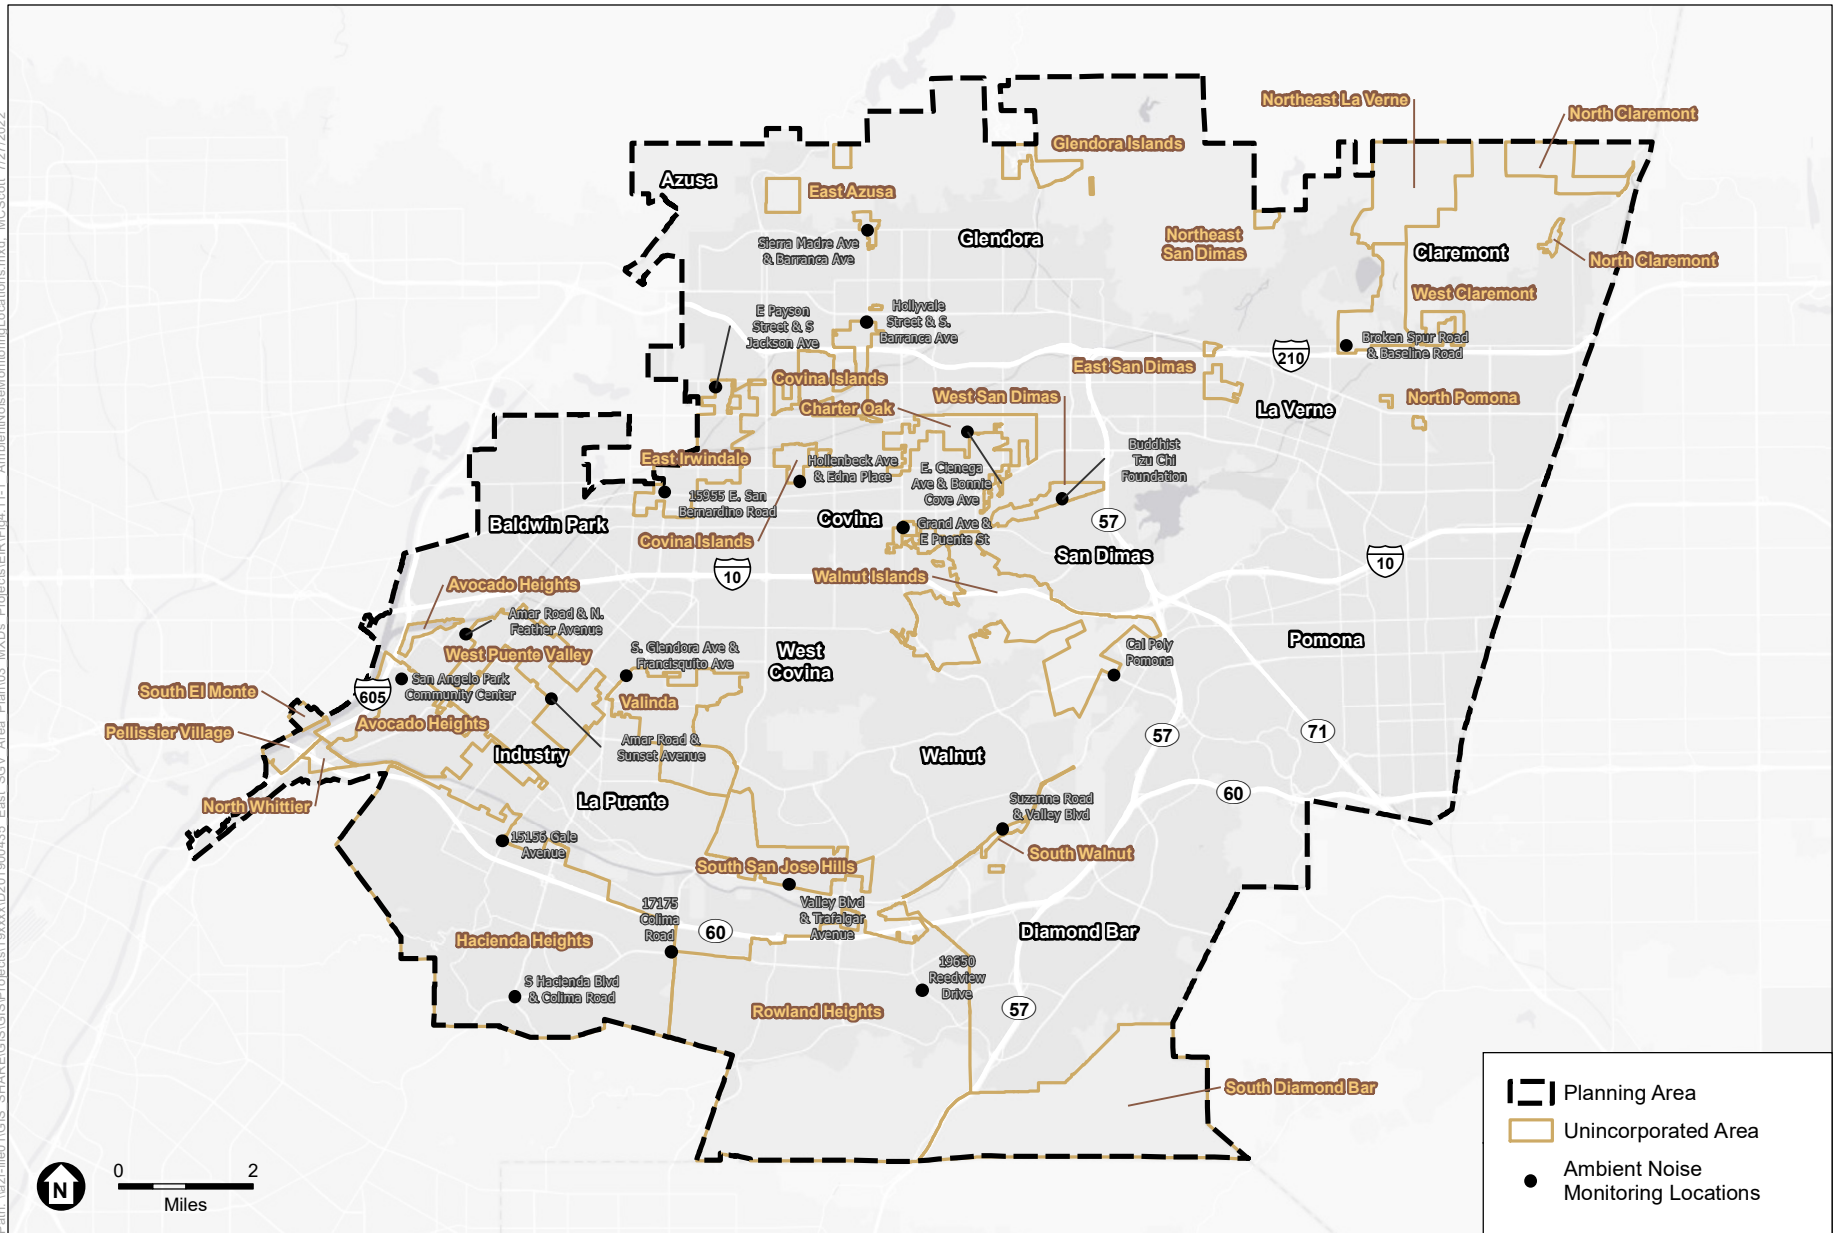 Northeast La Verne
North Claremont
Glendora Islands
Azusa
East Azusa
Sierra Madre Ave
& Barranca Ave
Glendora
Northeast
San Dimas
Claremont
North Claremont
West Claremont
E Payson
Street & S
Jackson Ave
Hollyvale
Street & S.
Barranca Ave
Broken Spur Road
& Baseline Road
210
East San Dimas
Covina Islands
West San Dimas
Charter Oak
La Verne
North Pomona
East Irwindale
Hollenbeck Ave
& Edna Place
E. Cienega
Ave & Bonnie
Cove Ave
Buddhist
Tzu Chi
Foundation
15955 E. San
Bernardino Road
Baldwin Park
Covina
Grand Ave &
E Puente St
57
Covina Islands
San Dimas
10
10
Avocado Heights
Walnut Islands
Amar Road & N.
Feather Avenue
West Puente Valley
S. Glendora Ave &
Francisquito Ave
West
Covina
Cal Poly
Pomona
Pomona
San Angelo Park
Community Center
605
South El Monte
Valinda
Pellissier Village
Avocado Heights
Amar Road &
Sunset Avenue
Industry
Walnut
57
71
La Puente
60
North Whittier
Suzanne Road
& Valley Blvd
15156 Gale
Avenue
South San Jose Hills
South Walnut
17175
Colima
Road
Valley Blvd
& Trafalgar
Avenue
60
Hacienda Heights
Diamond Bar
S Hacienda Blvd
& Colima Road
19650
Reedview
Drive
Rowland Heights
57
South Diamond Bar
Planning Area
Unincorporated Area
Ambient Noise
Monitoring Locations
N
0 2
Miles